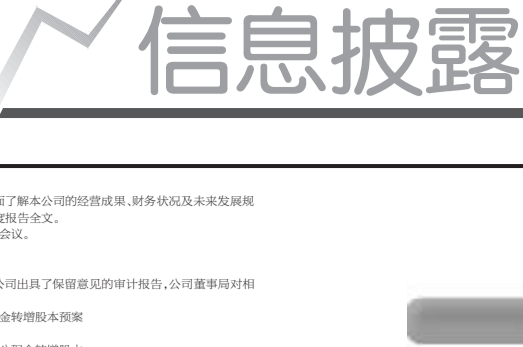 信息披露
面了解本公司的经营成果、财务状况及未来发展规
度报告全文。
会议。
公司出具了保留意见的审计报告，公司董事局对相
金转增股本预案